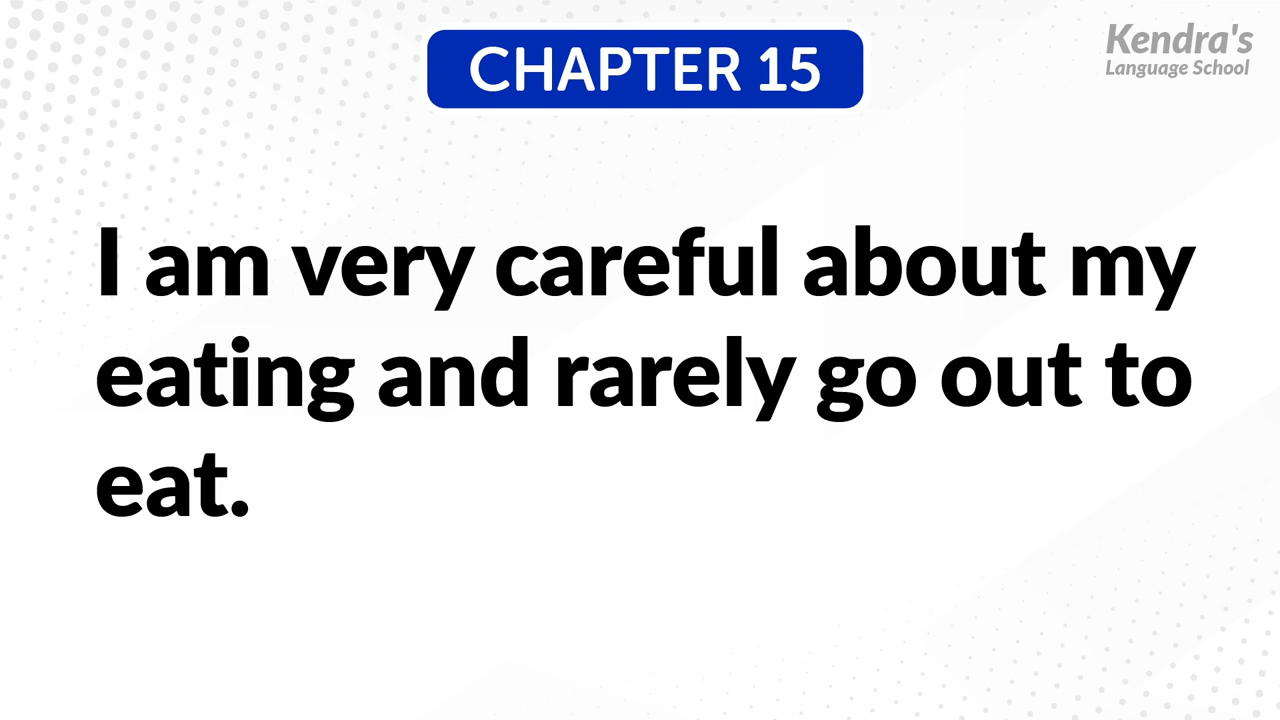 CHAPTER 15
Kendra's
Language School
I am very careful about my
eating and rarely go out to
eat.